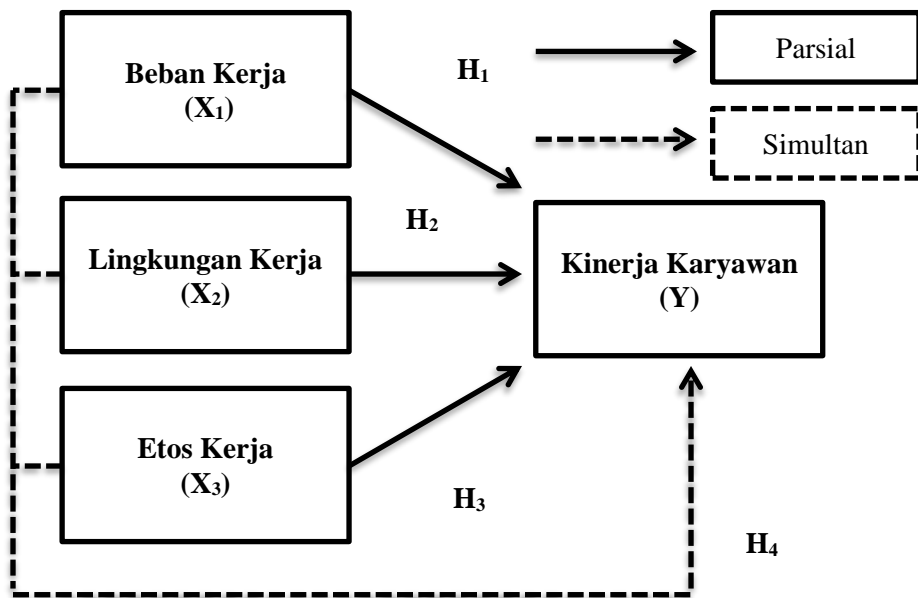 Beban Kerja
(X₁)
H₁
Parsial
Simultan
Lingkungan Kerja
(X₂)
H₂
Kinerja Karyawan
(Y)
Etos Kerja
(X₃)
H₃
H₄